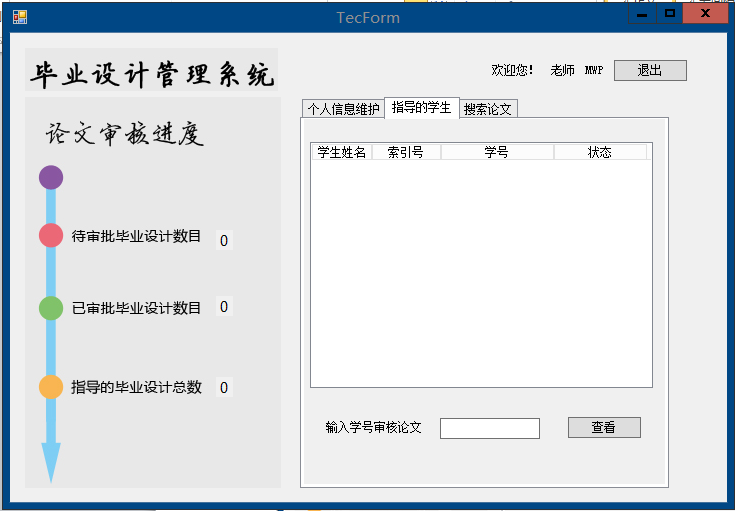 TecForm
毕业设计管理系统
欢迎您! 老师 MWP 退出
论文审核进度
个人信息维护 指导的学生 搜索论文
学生姓名 索引号 学号 状态
待审批毕业设计数目 0
已审批毕业设计数目 0
指导的毕业设计总数 0
输入学号审核论文 查看